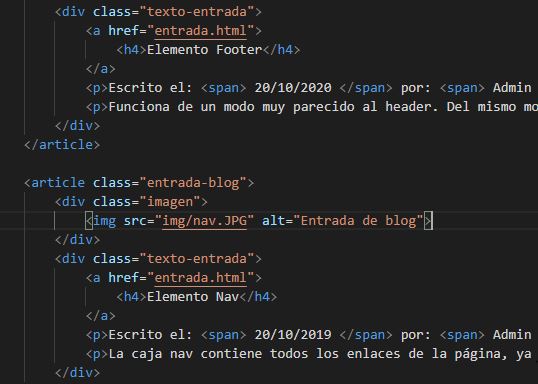 <div class="texto-entrada">
<a href="entrada.html">
<h4>Elemento Footer</h4>
</a>
<p>Escrito el: <span> 20/10/2020 </span> por: <span> Admin
<p>Funciona de un modo muy parecido al header. Del mismo mo
</div>
</article>
<article class="entrada-blog">
<div class="imagen">
<img src="img/nav.JPG" alt="Entrada de blog">
</div>
<div class="texto-entrada">
<a href="entrada.html">
<h4>Elemento Nav</h4>
</a>
<p>Escrito el: <span> 20/10/2019 </span> por: <span> Admin
<p>La caja nav contiene todos los enlaces de la página, ya
</div>